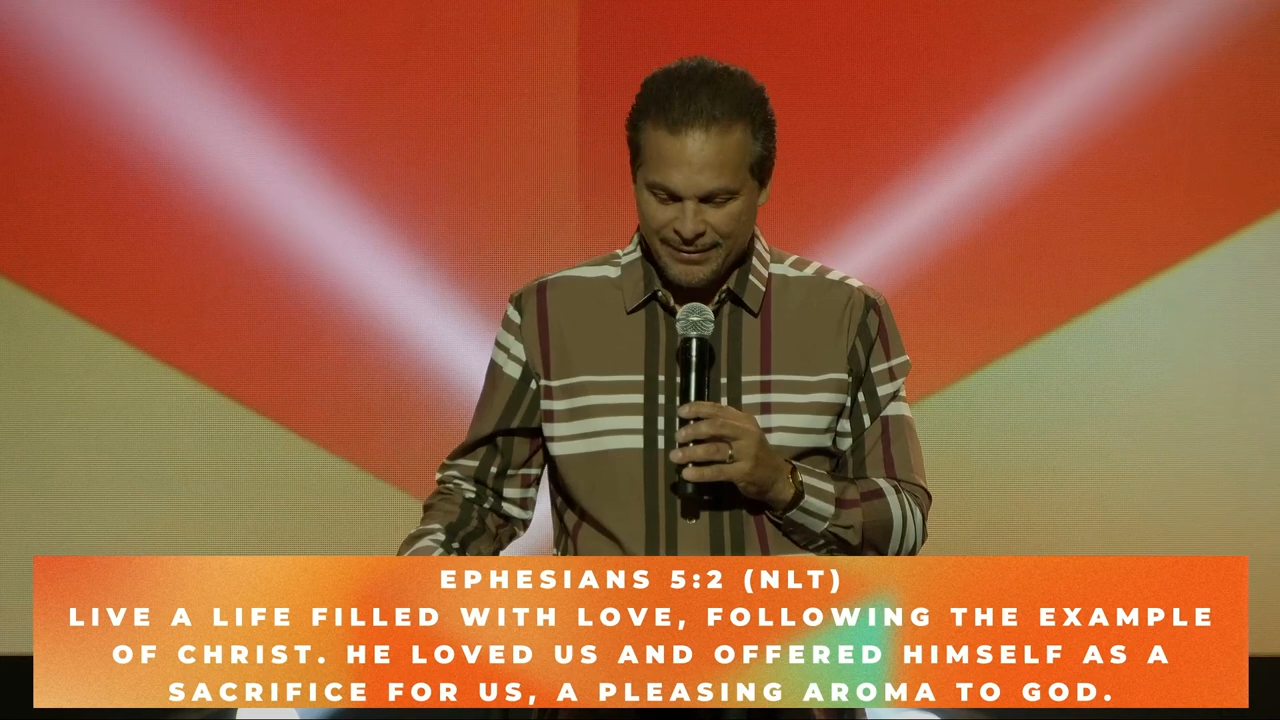 EPHESIANS 5:2 (NLT)
LIVE A LIFE FILLED WITH LOVE, FOLLOWING THE EXAMPLE
OF CHRIST. HE LOVED US AND OFFERED HIMSELF AS A
SACRIFICE FOR US, A PLEASING AROMA TO GOD.